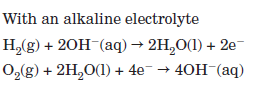 With an alkaline electrolyte
H₂(g) + 2OH⁻(aq) → 2H₂O(l) + 2e⁻
O₂(g) + 2H₂O(l) + 4e⁻ → 4OH⁻(aq)